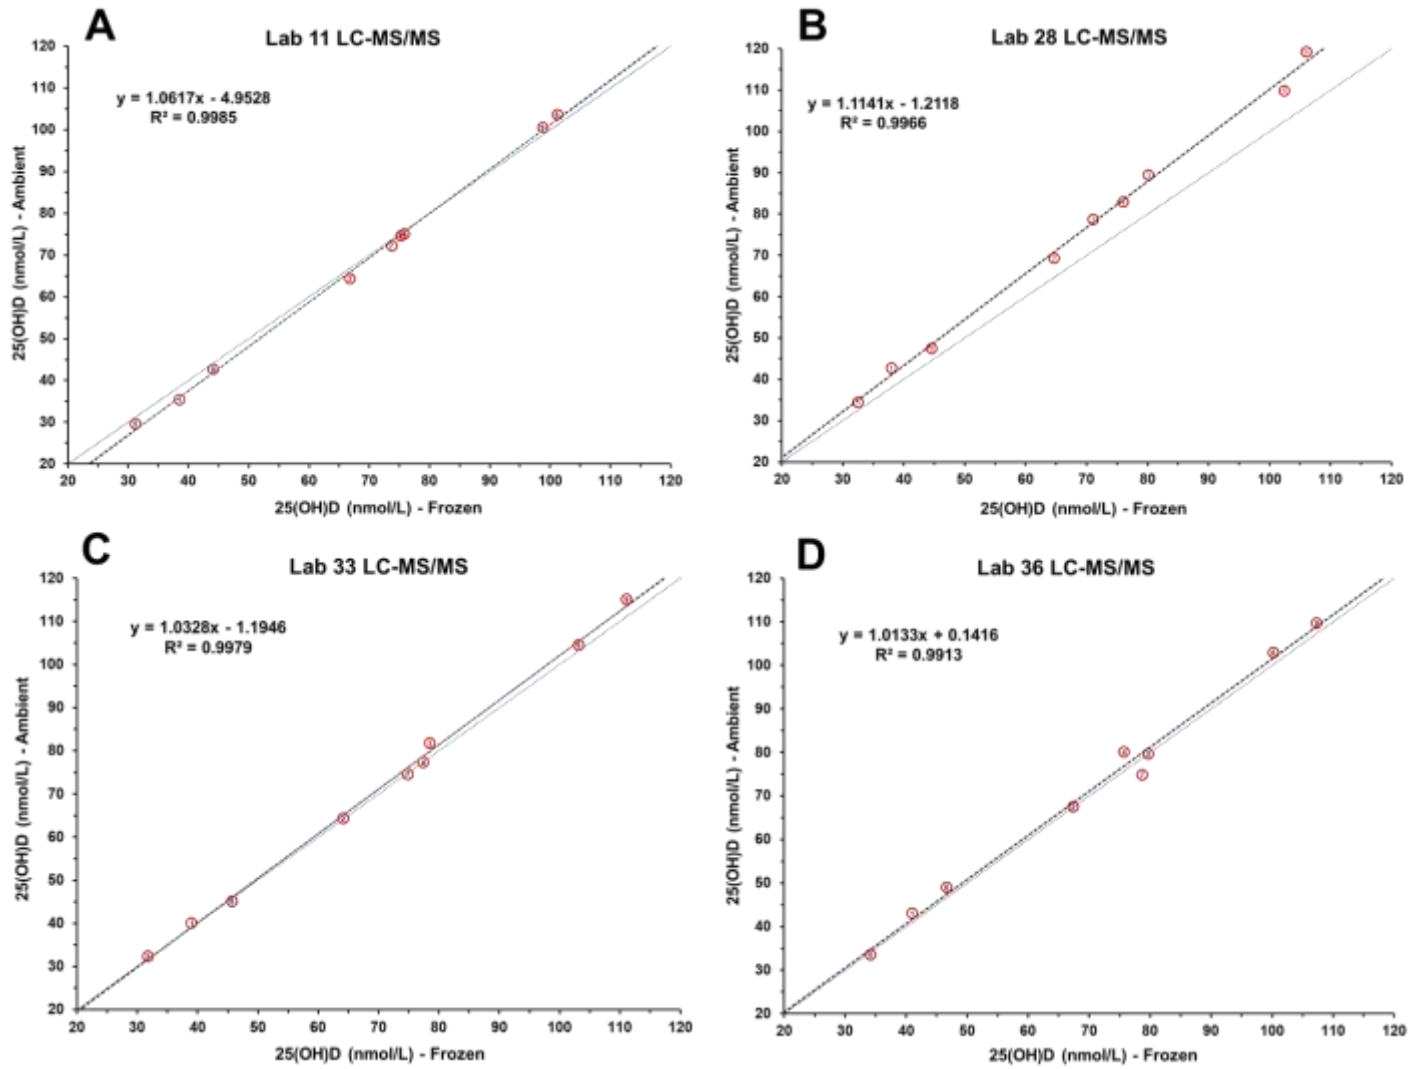 A
Lab 11 LC-MS/MS
y = 1.0617x - 4.9528
R² = 0.9985
25(OH)D (nmol/L) - Ambient
120
110
100
90
80
70
60
50
40
30
20
20 30 40 50 60 70 80 90 100 110 120
25(OH)D (nmol/L) - Frozen
B
Lab 28 LC-MS/MS
y = 1.1141x - 1.2118
R² = 0.9966
25(OH)D (nmol/L) - Ambient
120
110
100
90
80
70
60
50
40
30
20
20 30 40 50 60 70 80 90 100 110 120
25(OH)D (nmol/L) - Frozen
C
Lab 33 LC-MS/MS
y = 1.0328x - 1.1946
R² = 0.9979
25(OH)D (nmol/L) - Ambient
120
110
100
90
80
70
60
50
40
30
20
20 30 40 50 60 70 80 90 100 110 120
25(OH)D (nmol/L) - Frozen
D
Lab 36 LC-MS/MS
y = 1.0133x + 0.1416
R² = 0.9913
25(OH)D (nmol/L) - Ambient
120
110
100
90
80
70
60
50
40
30
20
20 30 40 50 60 70 80 90 100 110 120
25(OH)D (nmol/L) - Frozen